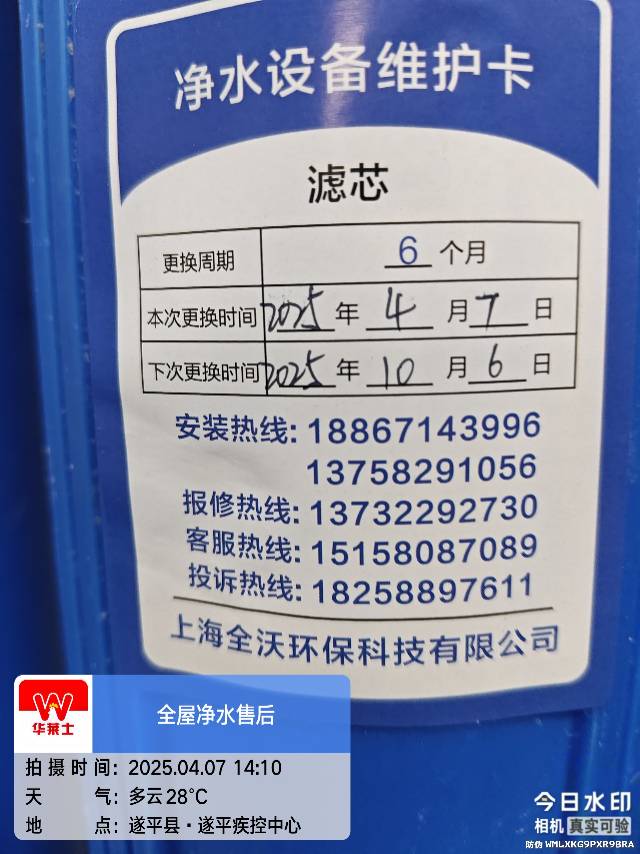 净水设备维护卡
滤芯
更换周期 6 个月
本次更换时间 2025 年 4 月 7 日
下次更换时间 2025 年 10 月 6 日
安装热线: 18867143996
13758291056
报修热线: 13732292730
客服热线: 15158087089
投诉热线: 18258897611
上海全沃环保科技有限公司
华莱士
全屋净水售后
拍摄时间: 2025.04.07 14:10
天气: 多云 28℃
地点: 遂平县·遂平疾控中心
今日水印
相机 真实可验
防伪 WMLXKG9PXR9BRA